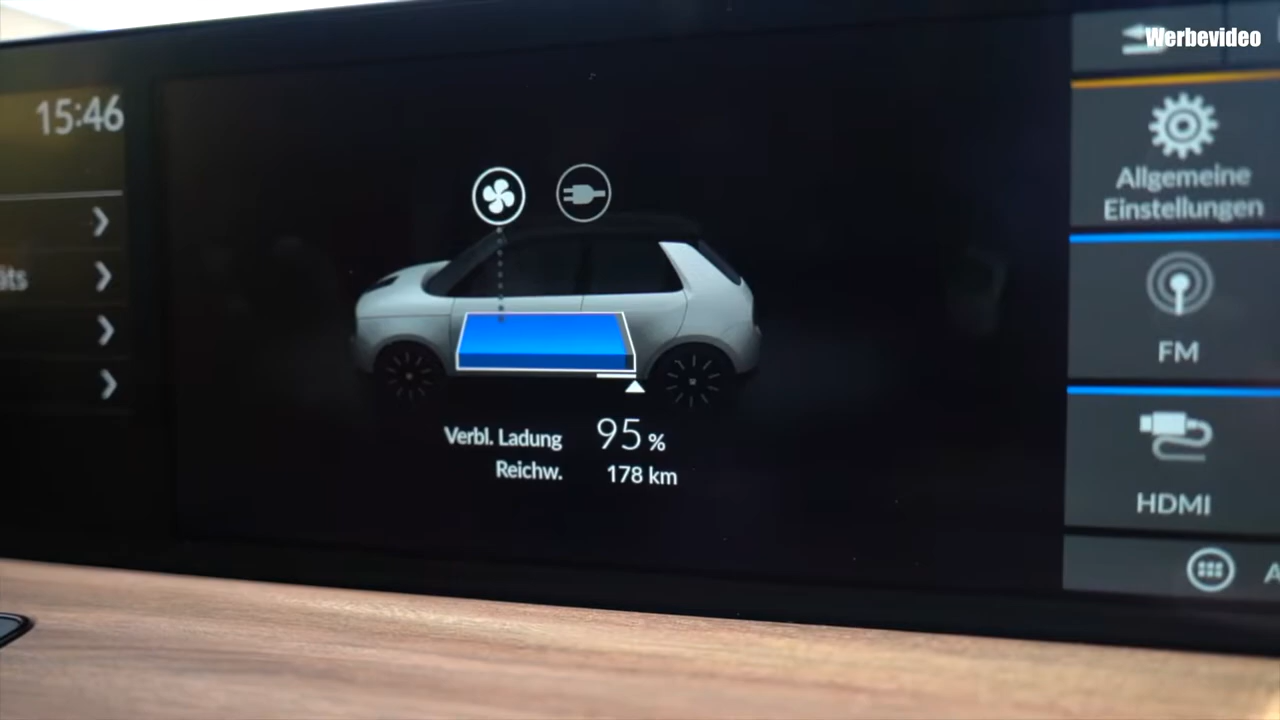 Werbevideo
15:46
Allgemeine
Einstellungen
FM
HDMI
Verbl. Ladung 95 %
Reichw. 178 km